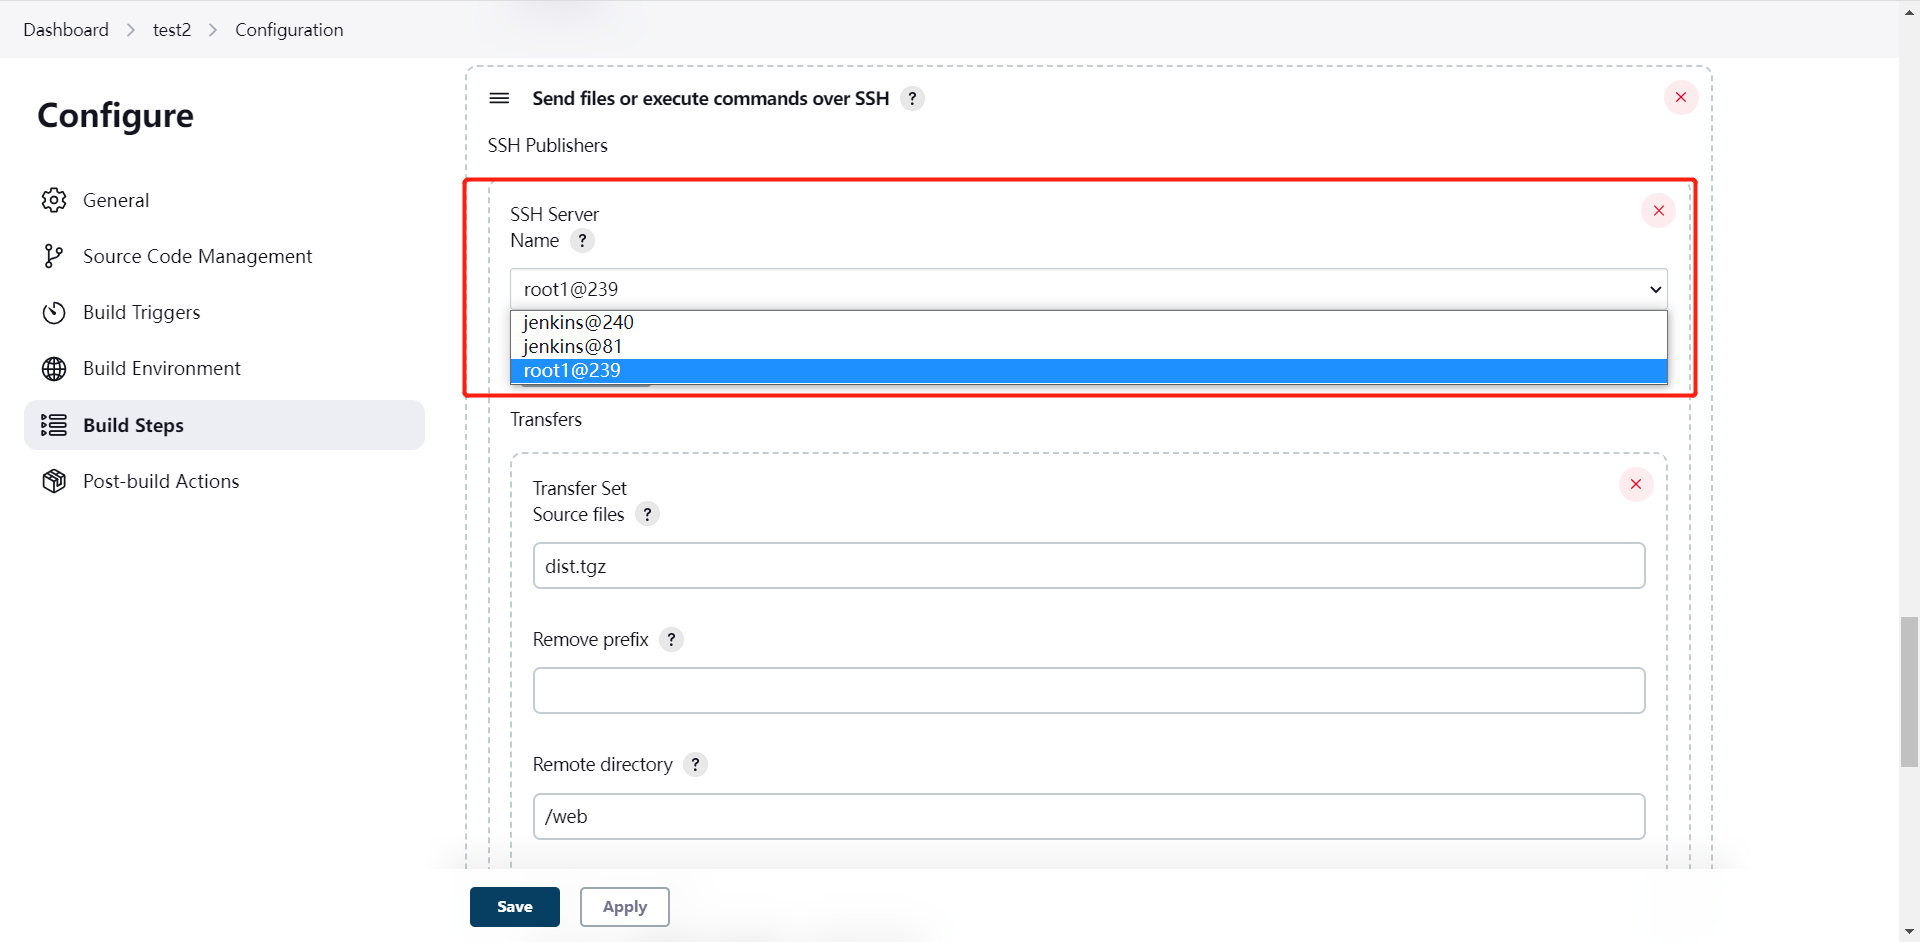 Dashboard
test2
Configuration
Configure
General
Source Code Management
Build Triggers
Build Environment
Build Steps
Post-build Actions
Send files or execute commands over SSH ?
SSH Publishers
SSH Server
Name ?
root1@239
jenkins@240
jenkins@81
root1@239
Transfers
Transfer Set
Source files ?
dist.tgz
Remove prefix ?
Remote directory ?
/web
Save
Apply